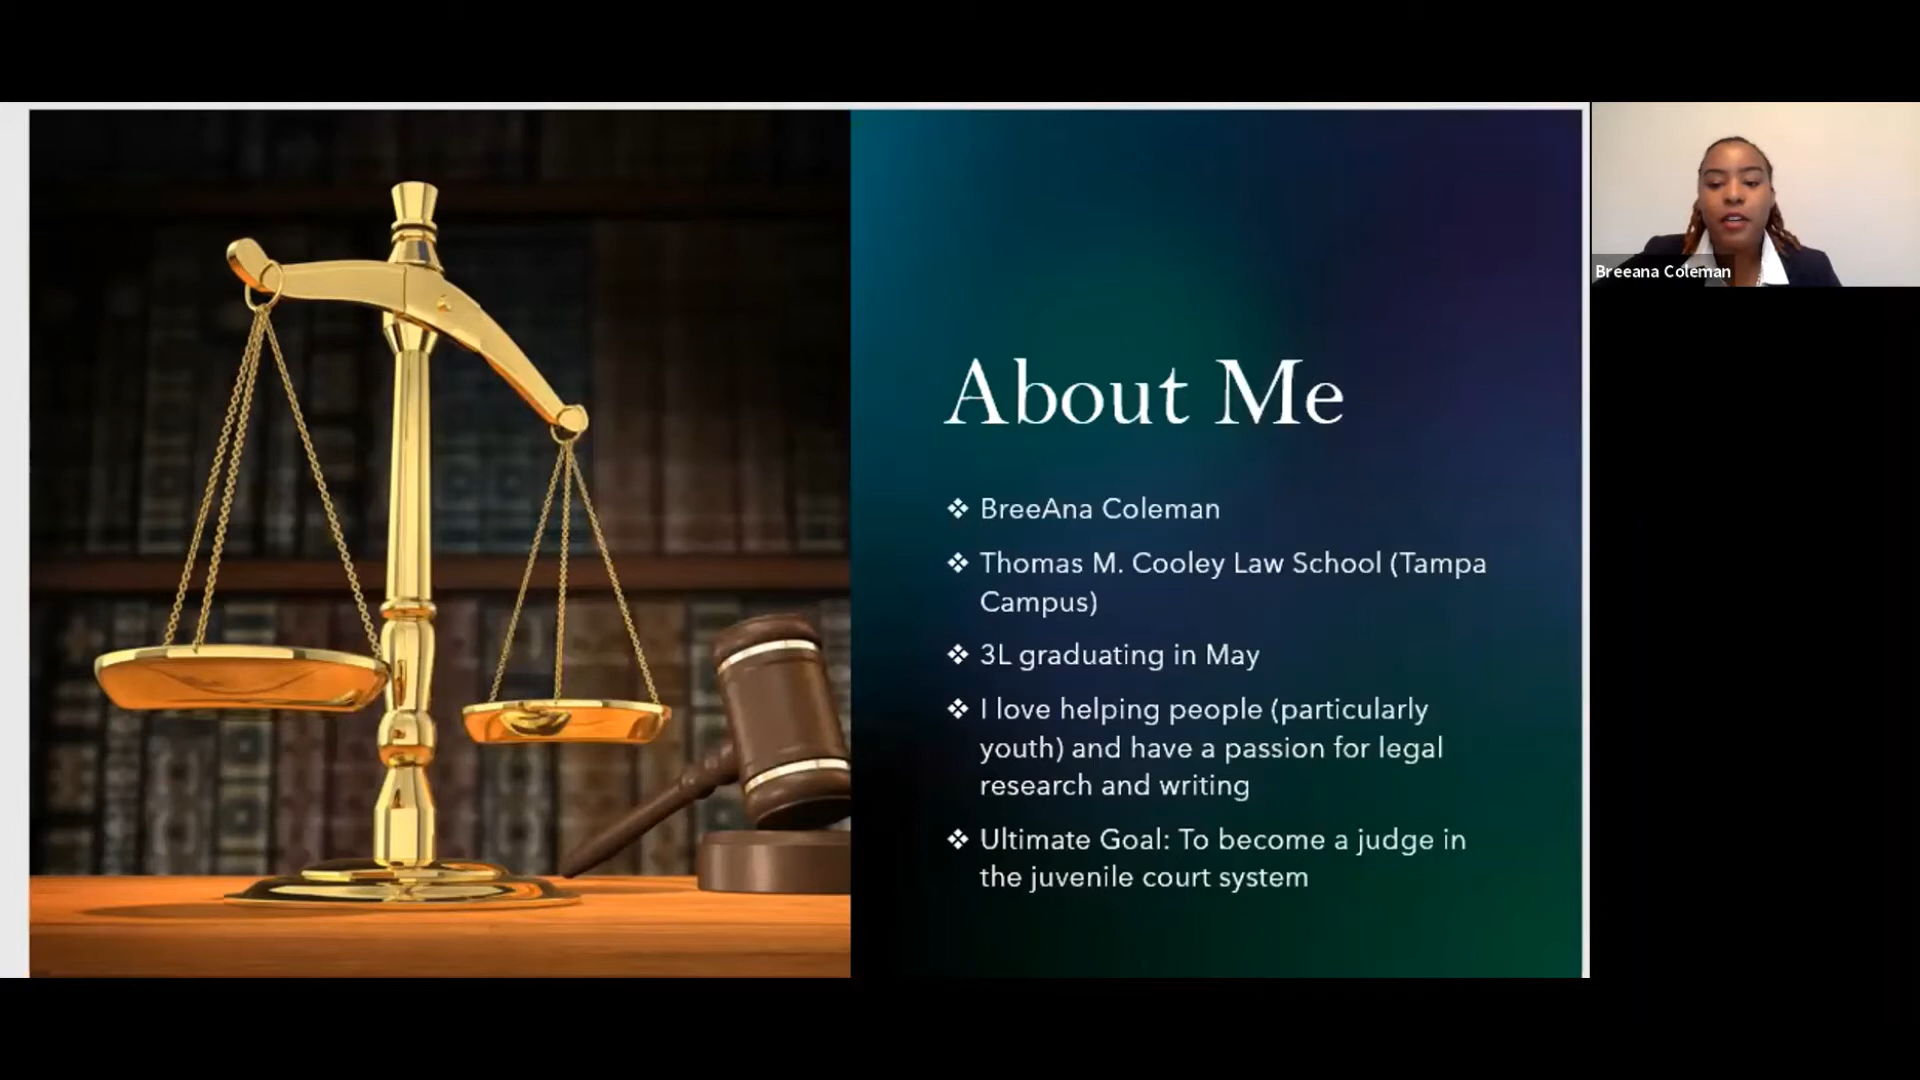 About Me
❖ BreeAna Coleman
❖ Thomas M. Cooley Law School (Tampa
Campus)
❖ 3L graduating in May
❖ I love helping people (particularly
youth) and have a passion for legal
research and writing
❖ Ultimate Goal: To become a judge in
the juvenile court system
Breeana Coleman